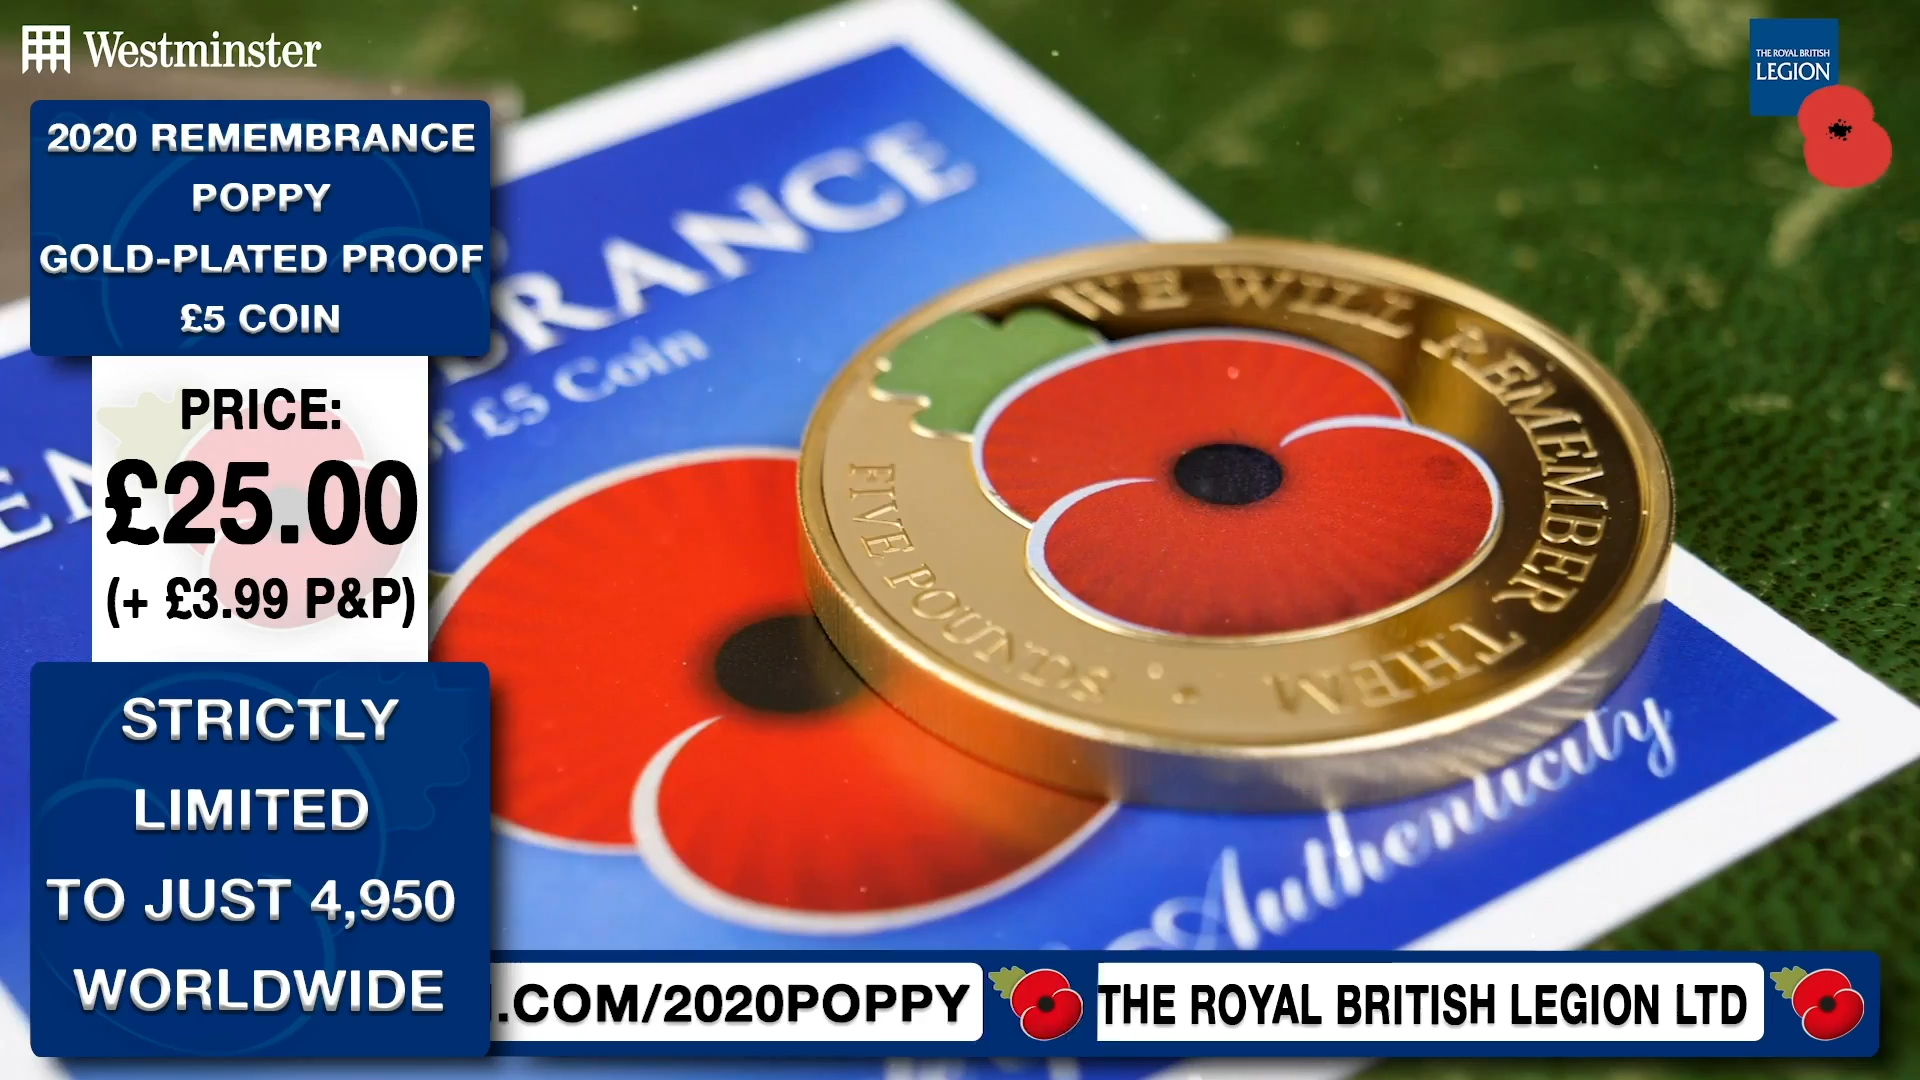 Westminster
THE ROYAL BRITISH
LEGION
2020 REMEMBRANCE
POPPY
GOLD-PLATED PROOF
£5 COIN
PRICE:
£25.00
(+ £3.99 P&P)
STRICTLY
LIMITED
TO JUST 4,950
WORLDWIDE
£5 Coin
WE WILL REMEMBER THEM
FIVE POUNDS
Authenticity
.COM/2020POPPY
THE ROYAL BRITISH LEGION LTD